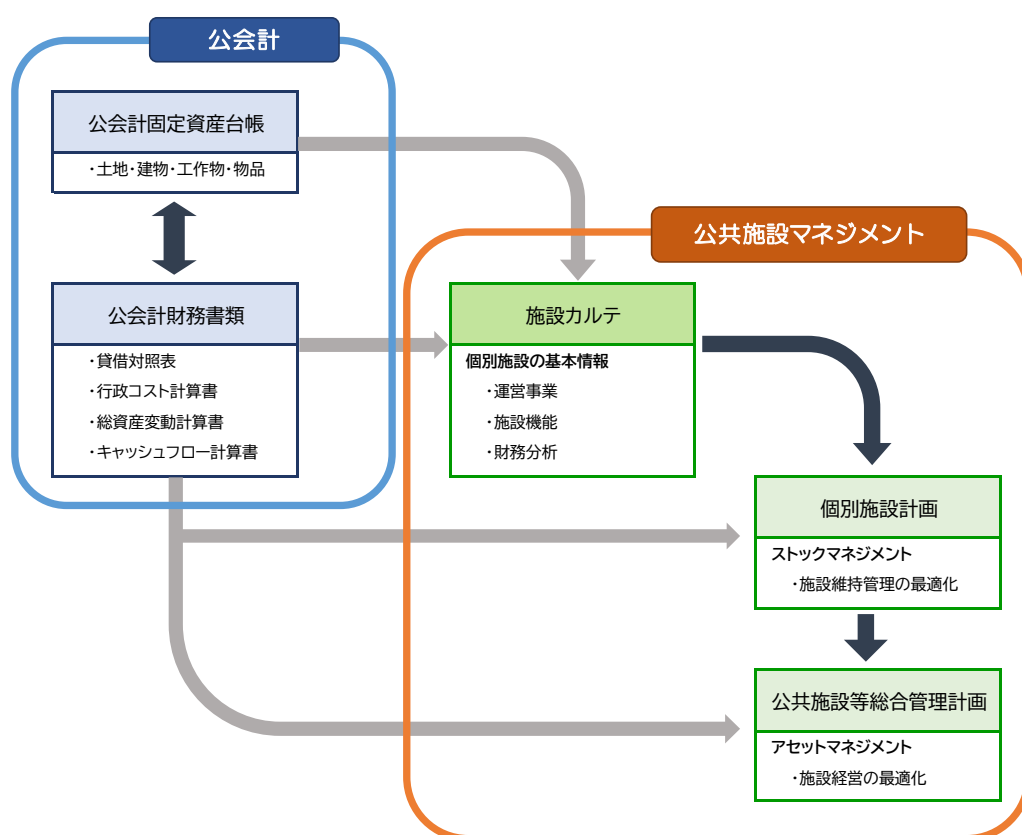 公会計
公会計固定資産台帳
・土地・建物・工作物・物品
公会計財務書類
・貸借対照表
・行政コスト計算書
・総資産変動計算書
・キャッシュフロー計算書
公共施設マネジメント
施設カルテ
個別施設の基本情報
・運営事業
・施設機能
・財務分析
個別施設計画
ストックマネジメント
・施設維持管理の最適化
公共施設等総合管理計画
アセットマネジメント
・施設経営の最適化